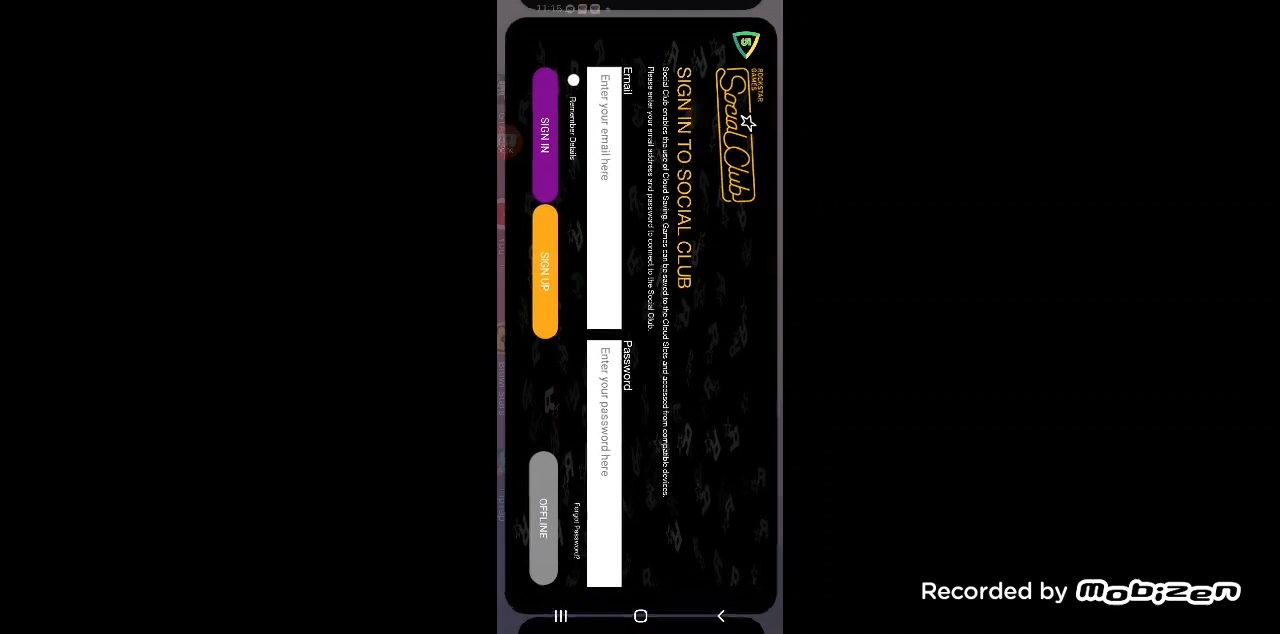 11:15
5
ROCKSTAR
GAMES
Social Club
SIGN IN TO SOCIAL CLUB
Social Club enables the use of Cloud Saving. Games can be saved to the Cloud Slots and accessed from compatible devices.
Please enter your email address and password to connect to the Social Club.
Email
Password
Enter your email here
Enter your password here
Remember Details
Forgot Password?
SIGN IN
SIGN UP
OFFLINE
Recorded by Mobizen